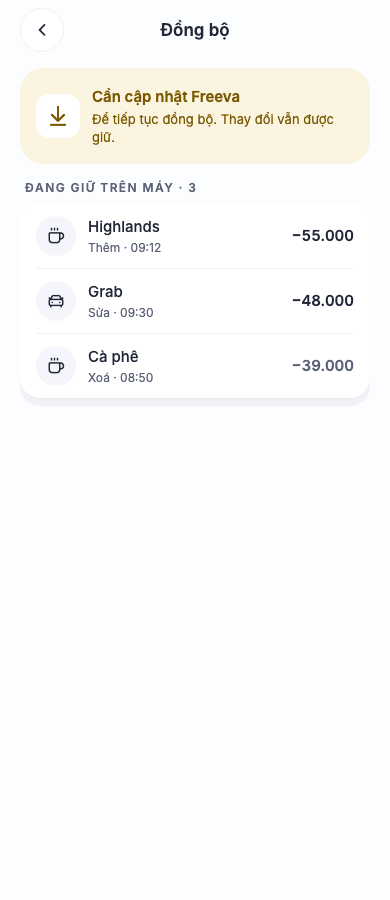 Đồng bộ
Cần cập nhật Freeva
Để tiếp tục đồng bộ. Thay đổi vẫn được
giữ.
ĐANG GIỮ TRÊN MÁY · 3
Highlands
−55.000
Thêm · 09:12
Grab
−48.000
Sửa · 09:30
Cà phê
−39.000
Xoá · 08:50